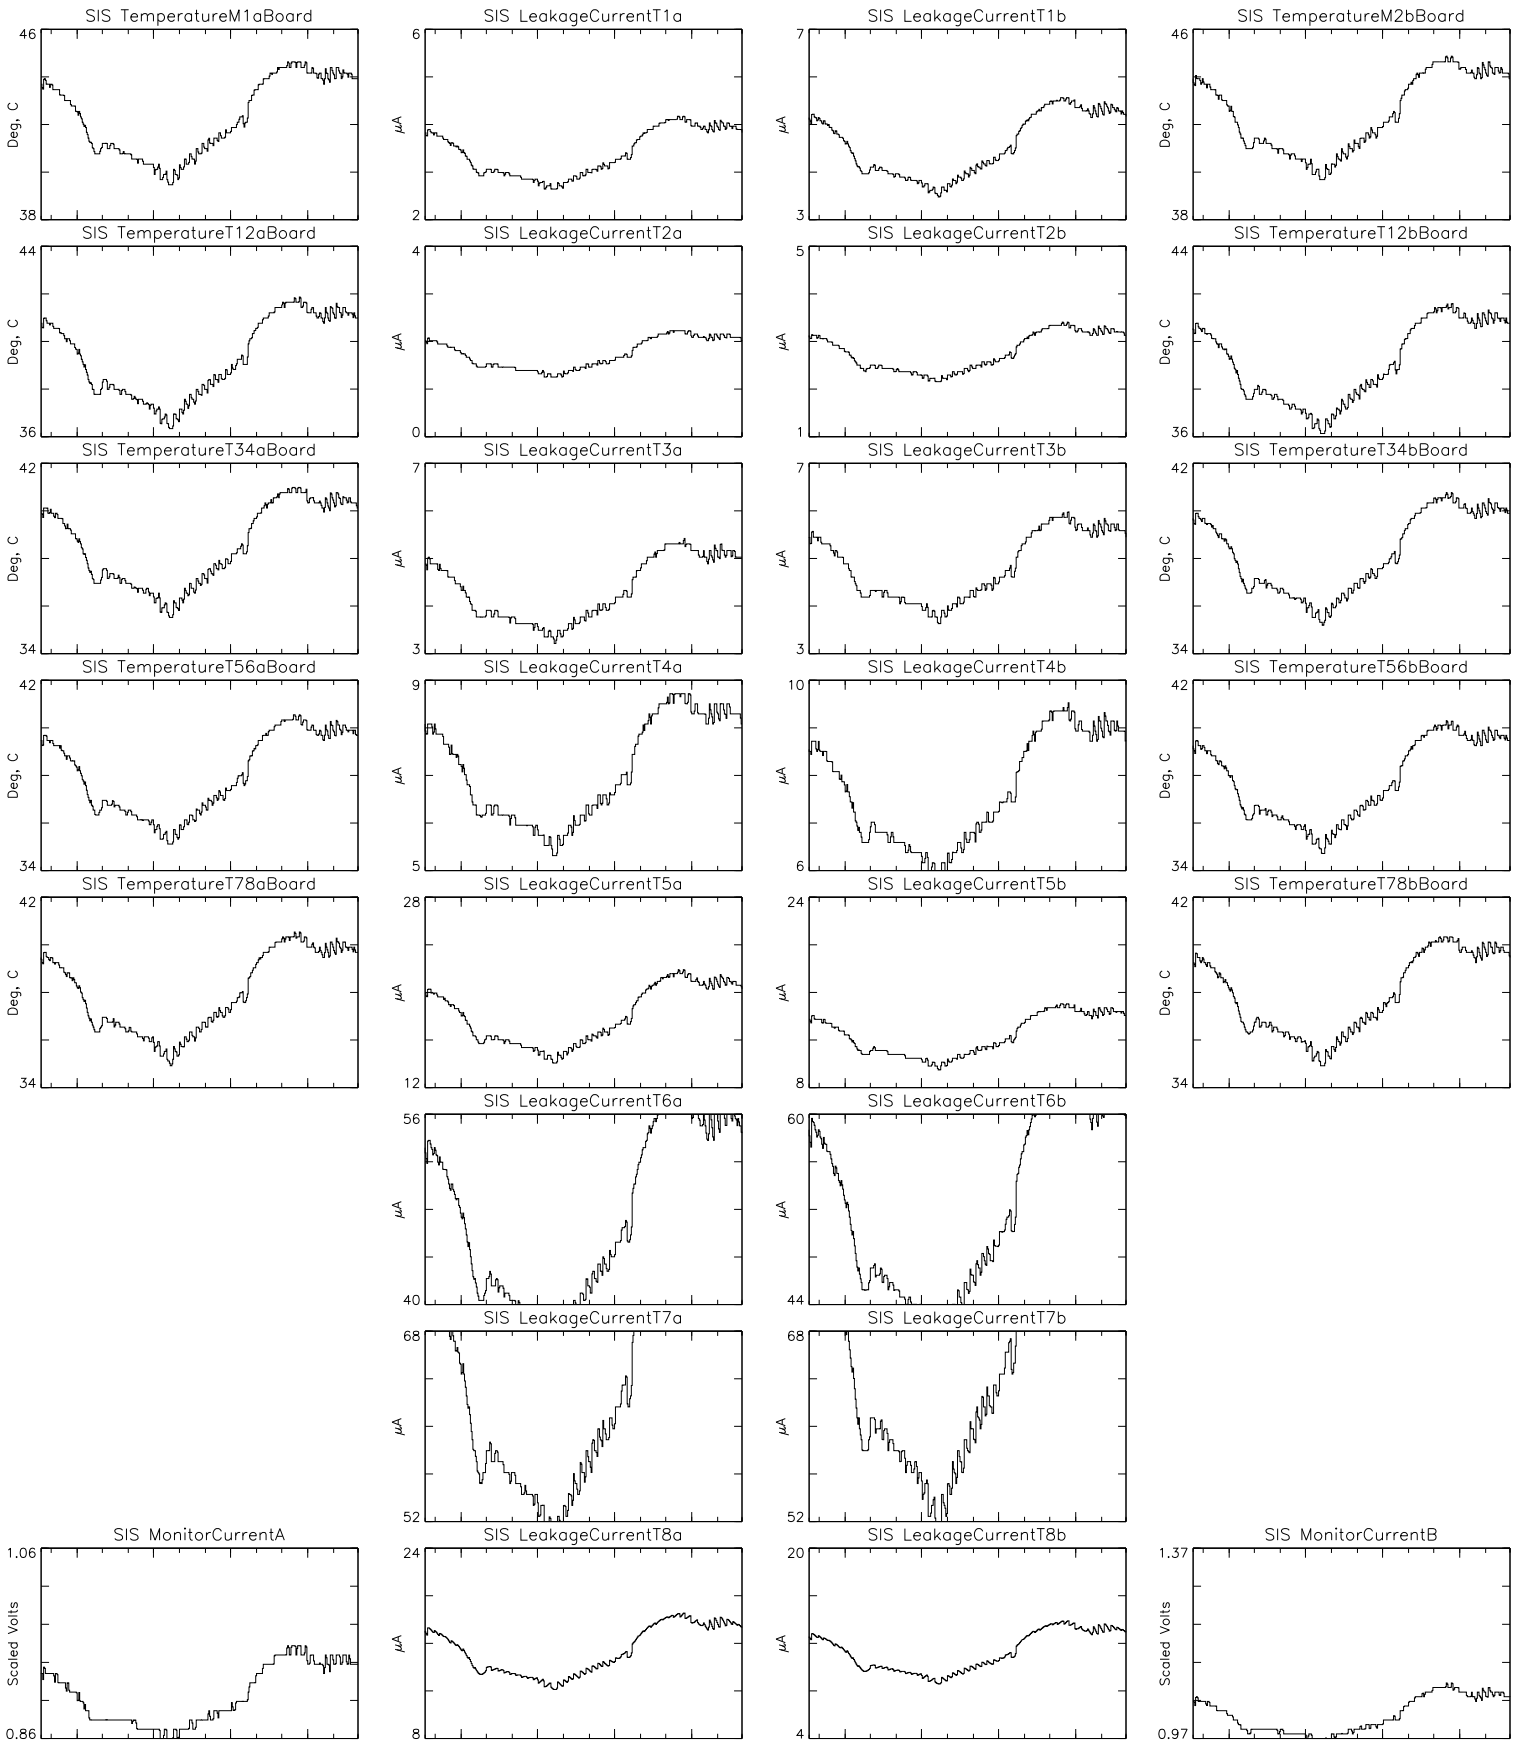 SIS TemperatureM1aBoard
46
Deg, C
38
SIS LeakageCurrentT1a
6
μA
2
SIS LeakageCurrentT1b
7
μA
3
SIS TemperatureM2bBoard
46
Deg, C
38
SIS TemperatureT12aBoard
44
Deg, C
36
SIS LeakageCurrentT2a
4
μA
0
SIS LeakageCurrentT2b
5
μA
1
SIS TemperatureT12bBoard
44
Deg, C
36
SIS TemperatureT34aBoard
42
Deg, C
34
SIS LeakageCurrentT3a
7
μA
3
SIS LeakageCurrentT3b
7
μA
3
SIS TemperatureT34bBoard
42
Deg, C
34
SIS TemperatureT56aBoard
42
Deg, C
34
SIS LeakageCurrentT4a
9
μA
5
SIS LeakageCurrentT4b
10
μA
6
SIS TemperatureT56bBoard
42
Deg, C
34
SIS TemperatureT78aBoard
42
Deg, C
34
SIS LeakageCurrentT5a
28
μA
12
SIS LeakageCurrentT5b
24
μA
8
SIS TemperatureT78bBoard
42
Deg, C
34
SIS LeakageCurrentT6a
56
μA
40
SIS LeakageCurrentT6b
60
μA
44
SIS LeakageCurrentT7a
68
μA
52
SIS LeakageCurrentT7b
68
μA
52
SIS MonitorCurrentA
1.06
Scaled Volts
0.86
SIS LeakageCurrentT8a
24
μA
8
SIS LeakageCurrentT8b
20
μA
4
SIS MonitorCurrentB
1.37
Scaled Volts
0.97